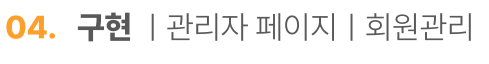 04. 구현 | 관리자 페이지 | 회원관리